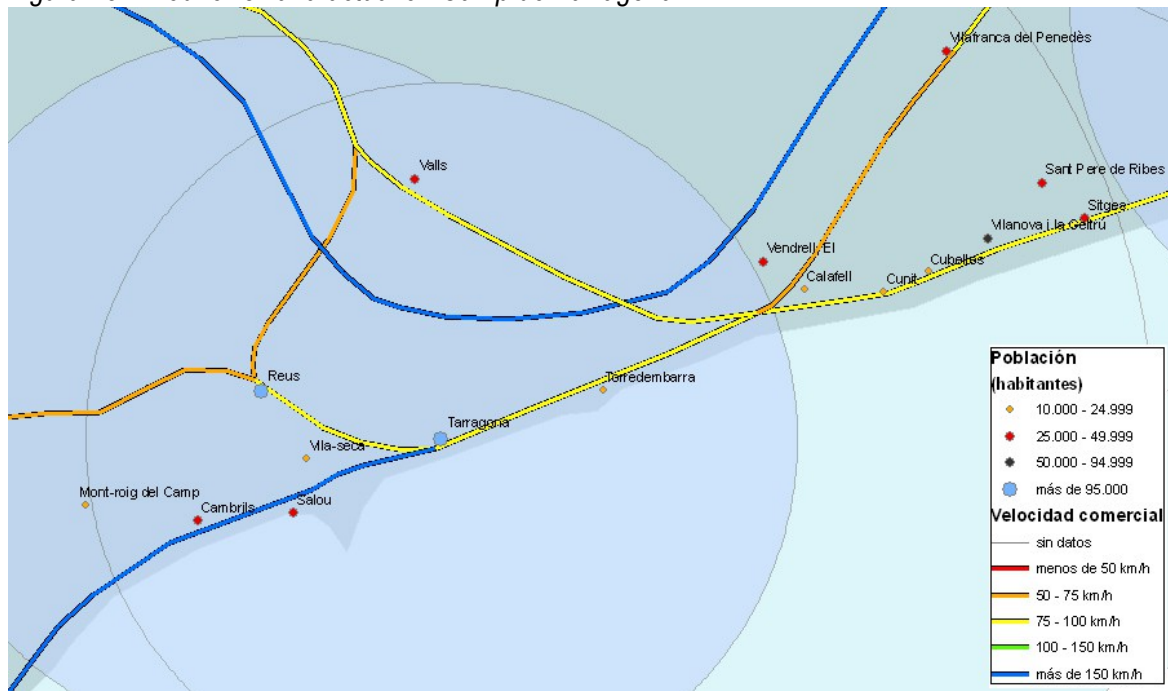 Vilafranca del Penedès
Sant Pere de Ribes
Valls
Sitges
Vilanova i la Geltrú
Vendrell, El
Cubelles
Calafell
Cunit
Reus
Torredembarra
Tarragona
Vila-seca
Mont-roig del Camp
Cambrils
Salou
Población
(habitantes)
10.000 - 24.999
25.000 - 49.999
50.000 - 94.999
más de 95.000
Velocidad comercial
sin datos
menos de 50 km/h
50 - 75 km/h
75 - 100 km/h
100 - 150 km/h
más de 150 km/h